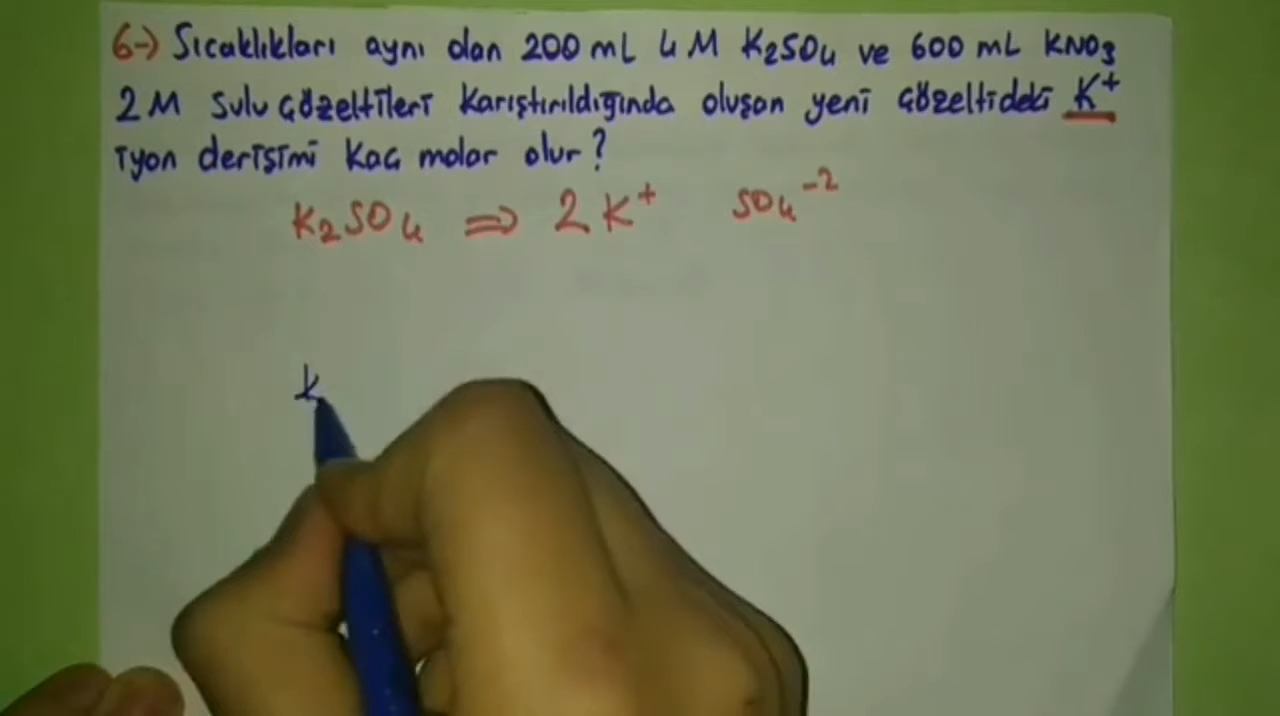 6-) Sıcaklıkları aynı olan 200 mL 4 M K₂SO₄ ve 600 mL KNO₃
2 M sulu çözeltileri karıştırıldığında oluşan yeni çözeltideki K⁺
iyon derişimi kaç molar olur?
K₂SO₄ ⇒ 2K⁺ SO₄⁻²
K